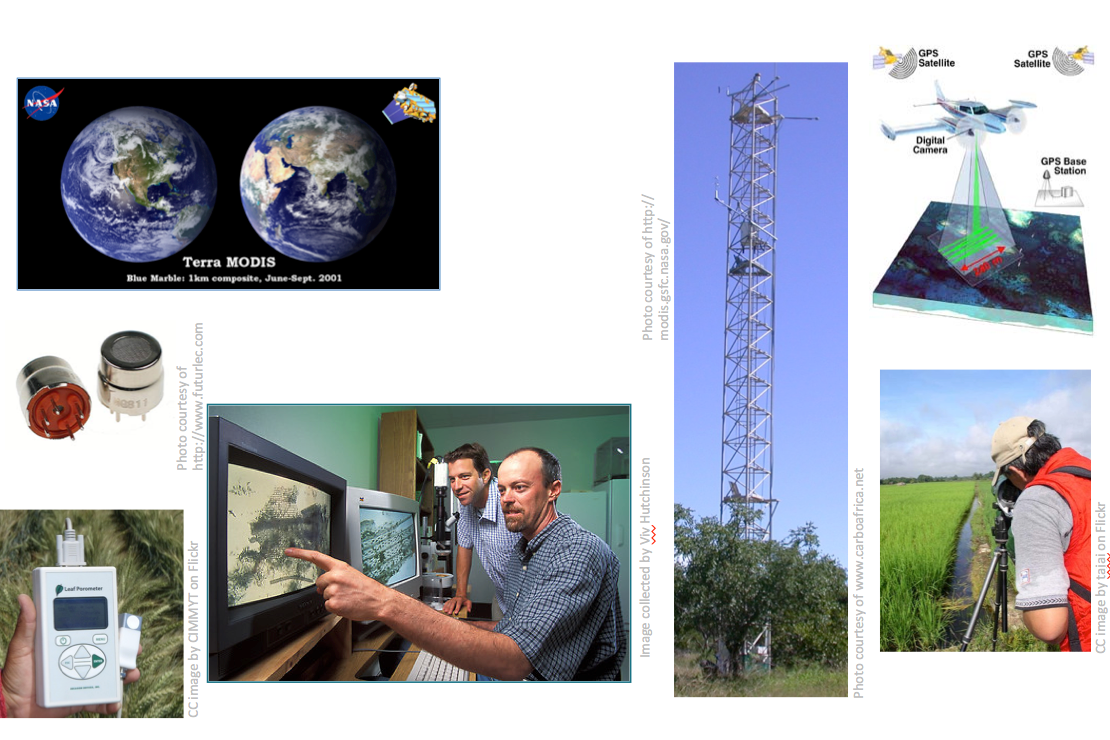 NASA
Terra MODIS
Blue Marble: 1km composite, June-Sept. 2001
Photo courtesy of
http://www.futurlec.com
Leaf Porometer
MENU
ENTER
CC image by CIMMYT on Flickr
Image collected by Viv Hutchinson
Photo courtesy of http://
modis.gsfc.nasa.gov/
Photo courtesy of www.carboafrica.net
GPS
Satellite
GPS
Satellite
Digital
Camera
GPS Base
Station
CC image by tajai on Flickr